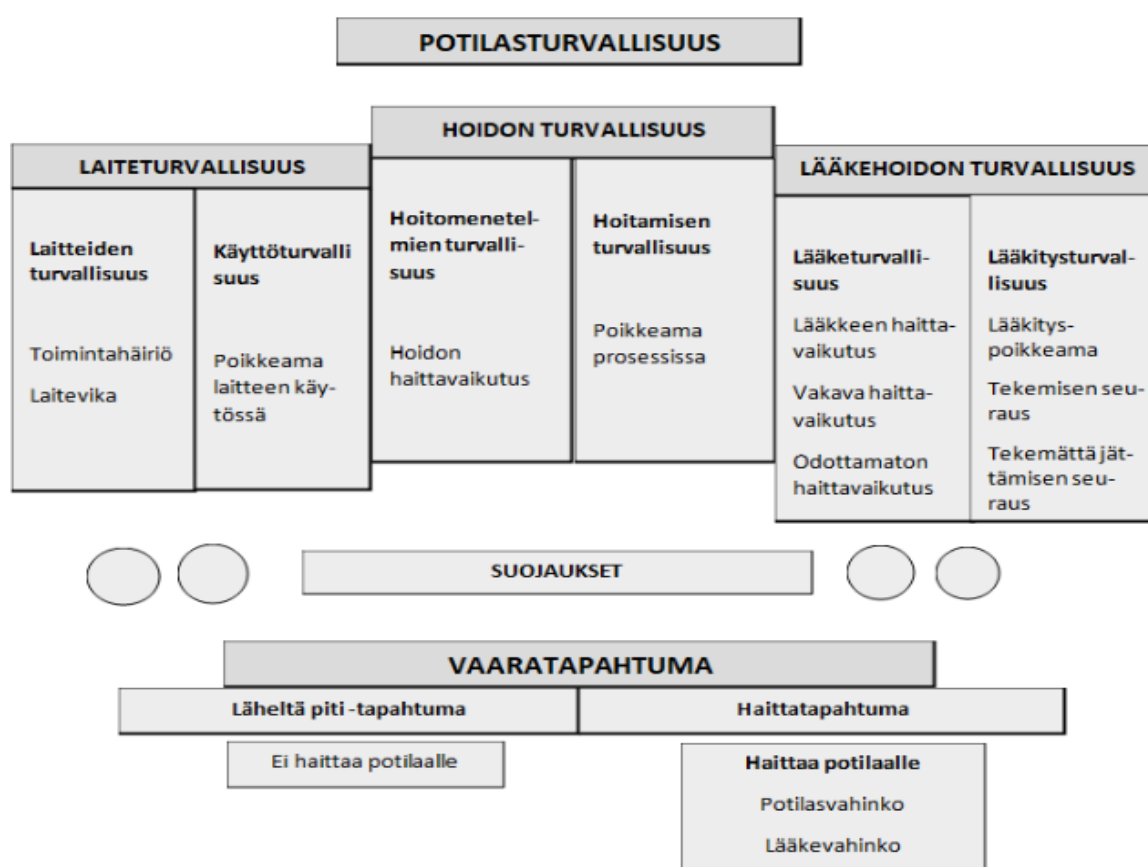 POTILASTURVALLISUUS
HOIDON TURVALLISUUS
LAITETURVALLISUUS
LÄÄKEHOIDON TURVALLISUUS
Laitteiden
turvallisuus
Toimintahäiriö
Laitevika
Käyttöturvalli
suus
Poikkeama
laitteen käy-
tössä
Hoitomenetel-
mien turvalli-
suus
Hoidon
haittavaikutus
Hoitamisen
turvallisuus
Poikkeama
prosessissa
Lääketurvalli-
suus
Lääkkeen haitta-
vaikutus
Vakava haitta-
vaikutus
Odottamaton
haittavaikutus
Lääkitysturval-
lisuus
Lääkitys-
poikkeama
Tekemisen seu-
raus
Tekemättä jät-
tämisen seu-
raus
SUOJAUKSET
VAARATAPAHTUMA
Läheltä piti -tapahtuma
Haittatapahtuma
Ei haittaa potilaalle
Haittaa potilaalle
Potilasvahinko
Lääkevahinko